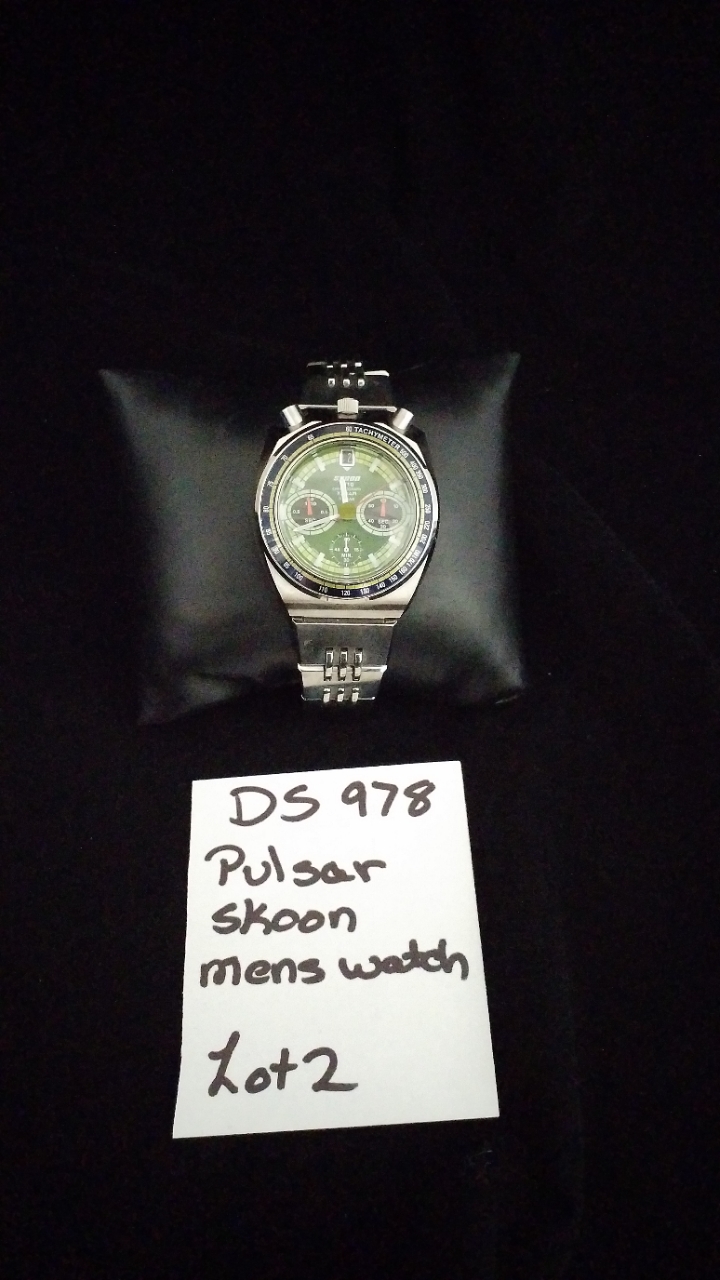 TACHYMETER
DS 978
Pulsar
skoon
mens watch
Lot 2